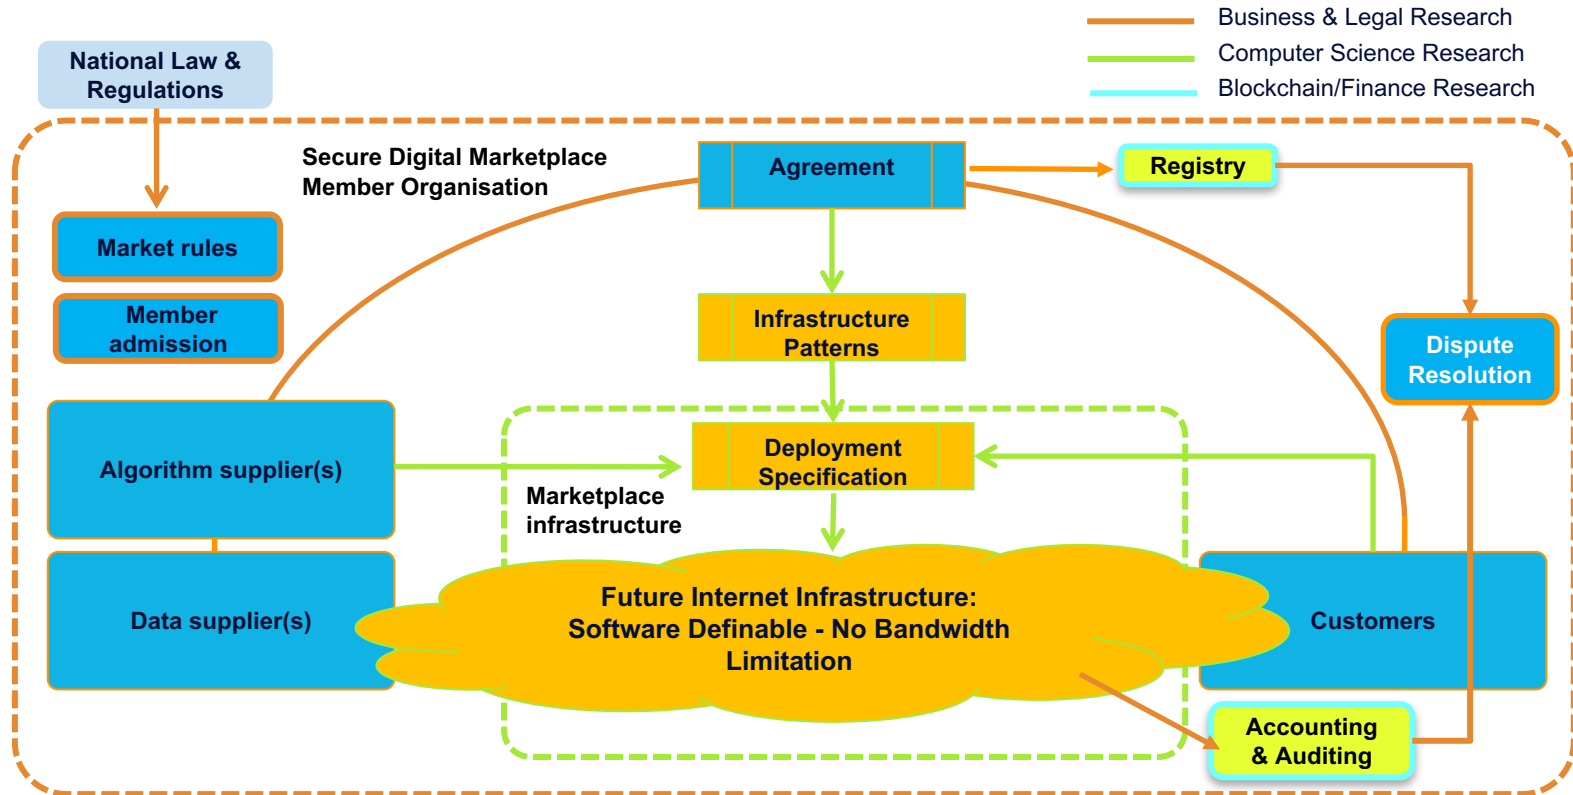 Business & Legal Research
Computer Science Research
Blockchain/Finance Research
National Law &
Regulations
Secure Digital Marketplace
Member Organisation
Agreement
Registry
Market rules
Member
admission
Infrastructure
Patterns
Dispute
Resolution
Algorithm supplier(s)
Deployment
Specification
Marketplace
infrastructure
Data supplier(s)
Future Internet Infrastructure:
Software Definable - No Bandwidth
Limitation
Customers
Accounting
& Auditing